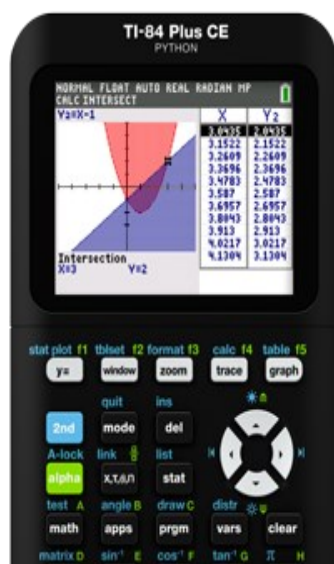 TI-84 Plus CE
PYTHON
NORMAL FLOAT AUTO REAL RADIAN MP
CALC INTERSECT
Y2=X-1
X Y2
3.0435 2.0435
3.1522 2.1522
3.2609 2.2609
3.3696 2.3696
3.4783 2.4783
3.587 2.587
3.6957 2.6957
3.8043 2.8043
3.913 2.913
4.0217 3.0217
4.1304 3.1304
Intersection
X=3 Y=2
stat plot f1 tblset f2 format f3 calc f4 table f5
y= window zoom trace graph
quit ins
2nd mode del
A-lock link list
alpha X,T,θ,n stat
test A angle B draw C distr
math apps prgm vars clear
matrix D sin⁻¹ E cos⁻¹ F tan⁻¹ G π H